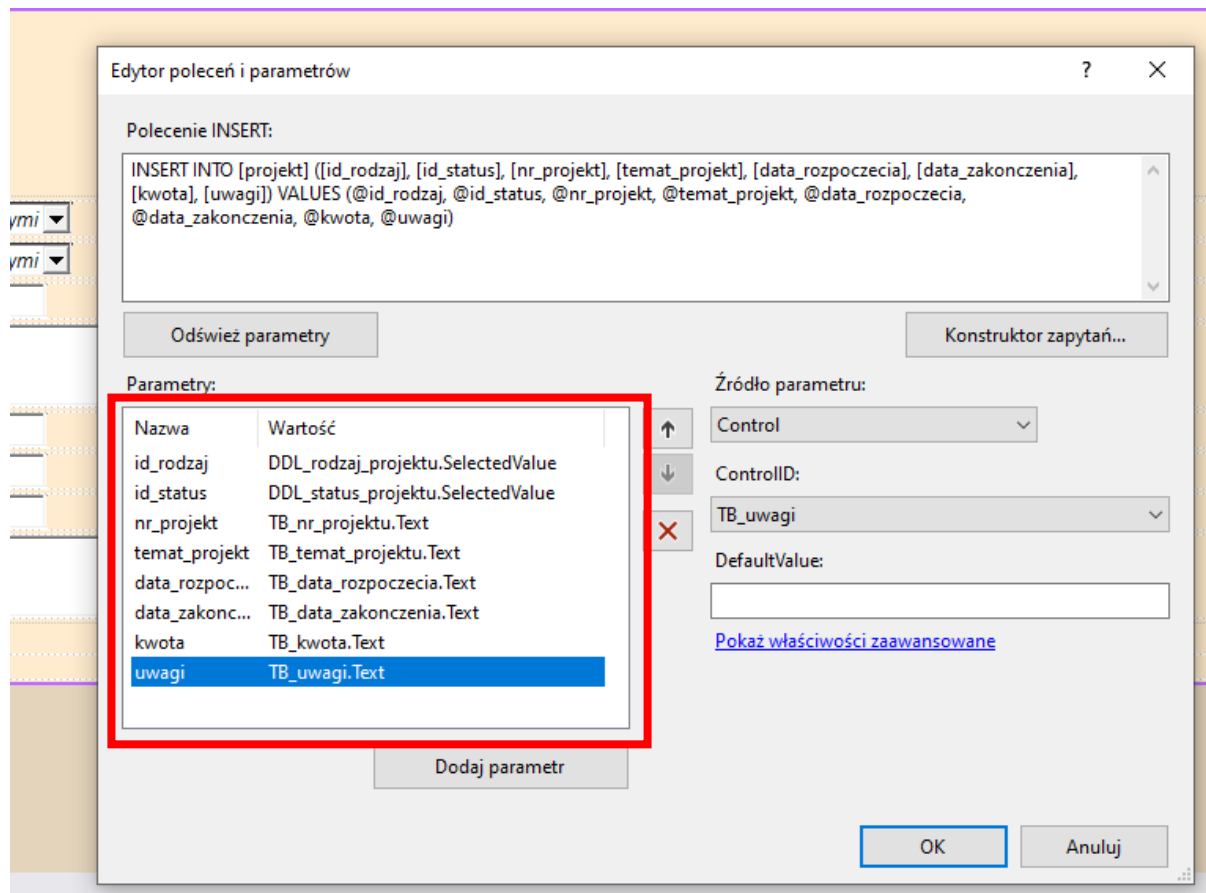 Edytor poleceń i parametrów
?
Polecenie INSERT:
INSERT INTO [projekt] ([id_rodzaj], [id_status], [nr_projekt], [temat_projekt], [data_rozpoczecia], [data_zakonczenia],
[kwota], [uwagi]) VALUES (@id_rodzaj, @id_status, @nr_projekt, @temat_projekt, @data_rozpoczecia,
@data_zakonczenia, @kwota, @uwagi)
ymi
ymi
Odśwież parametry
Konstruktor zapytań...
Parametry:
Nazwa Wartość
id_rodzaj DDL_rodzaj_projektu.SelectedValue
id_status DDL_status_projektu.SelectedValue
nr_projekt TB_nr_projektu.Text
temat_projekt TB_temat_projektu.Text
data_rozpoc... TB_data_rozpoczecia.Text
data_zakonc... TB_data_zakonczenia.Text
kwota TB_kwota.Text
uwagi TB_uwagi.Text
Dodaj parametr
Źródło parametru:
Control
ControlID:
TB_uwagi
DefaultValue:
Pokaż właściwości zaawansowane
OK
Anuluj